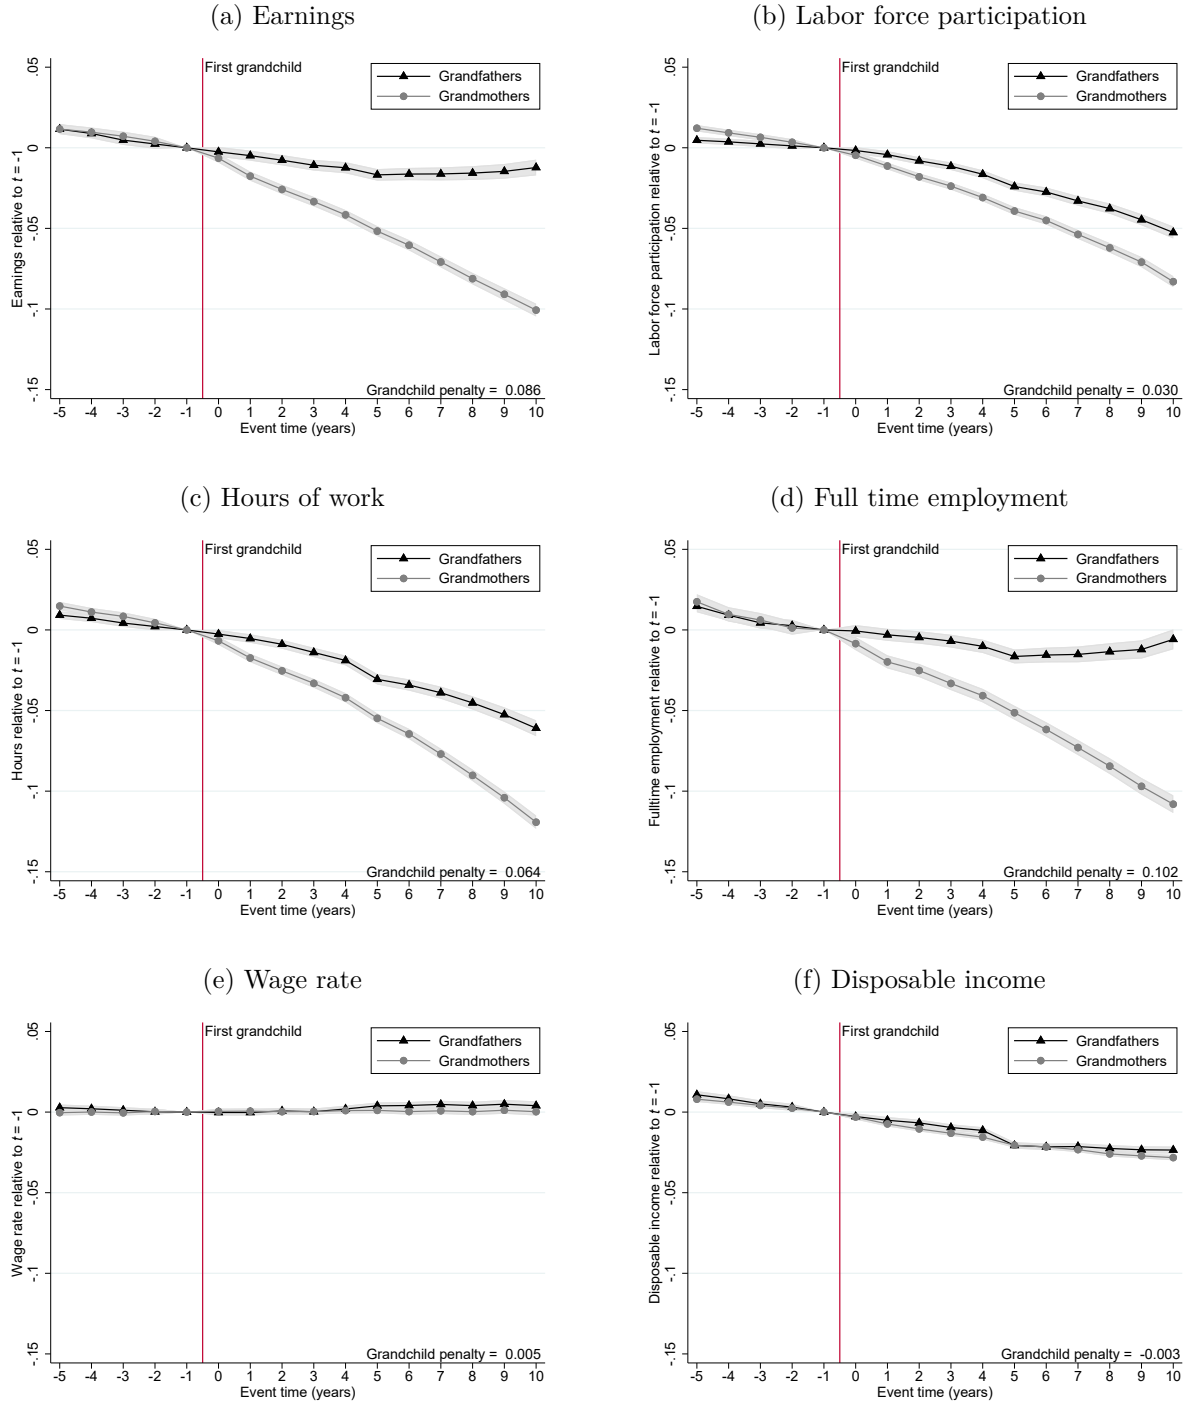 (a) Earnings
.05
0
-.05
-.1
-.15
Earnings relative to t = -1
First grandchild
Grandfathers
Grandmothers
Grandchild penalty = 0.086
-5 -4 -3 -2 -1 0 1 2 3 4 5 6 7 8 9 10
Event time (years)
(b) Labor force participation
.05
0
-.05
-.1
-.15
Labor force participation relative to t = -1
First grandchild
Grandfathers
Grandmothers
Grandchild penalty = 0.030
-5 -4 -3 -2 -1 0 1 2 3 4 5 6 7 8 9 10
Event time (years)
(c) Hours of work
.05
0
-.05
-.1
-.15
Hours relative to t = -1
First grandchild
Grandfathers
Grandmothers
Grandchild penalty = 0.064
-5 -4 -3 -2 -1 0 1 2 3 4 5 6 7 8 9 10
Event time (years)
(d) Full time employment
.05
0
-.05
-.1
-.15
Fulltime employment relative to t = -1
First grandchild
Grandfathers
Grandmothers
Grandchild penalty = 0.102
-5 -4 -3 -2 -1 0 1 2 3 4 5 6 7 8 9 10
Event time (years)
(e) Wage rate
.05
0
-.05
-.1
-.15
Wage rate relative to t = -1
First grandchild
Grandfathers
Grandmothers
Grandchild penalty = 0.005
-5 -4 -3 -2 -1 0 1 2 3 4 5 6 7 8 9 10
Event time (years)
(f) Disposable income
.05
0
-.05
-.1
-.15
Disposable income relative to t = -1
First grandchild
Grandfathers
Grandmothers
Grandchild penalty = -0.003
-5 -4 -3 -2 -1 0 1 2 3 4 5 6 7 8 9 10
Event time (years)